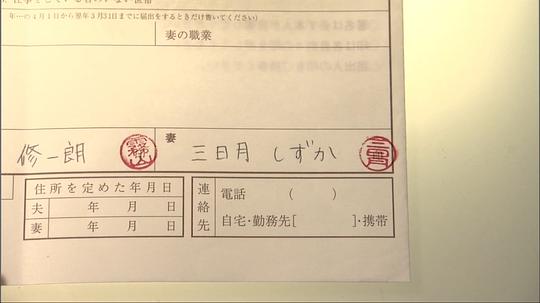 年…の4月1日から翌年3月31日までに届出をするときだけ書いてください）
妻の職業
修一朗
妻
三日月 しずか
三日月
住所を定めた年月日
夫 年 月 日
妻 年 月 日
連絡先
電話 （ ）
自宅・勤務先[ ]・携帯